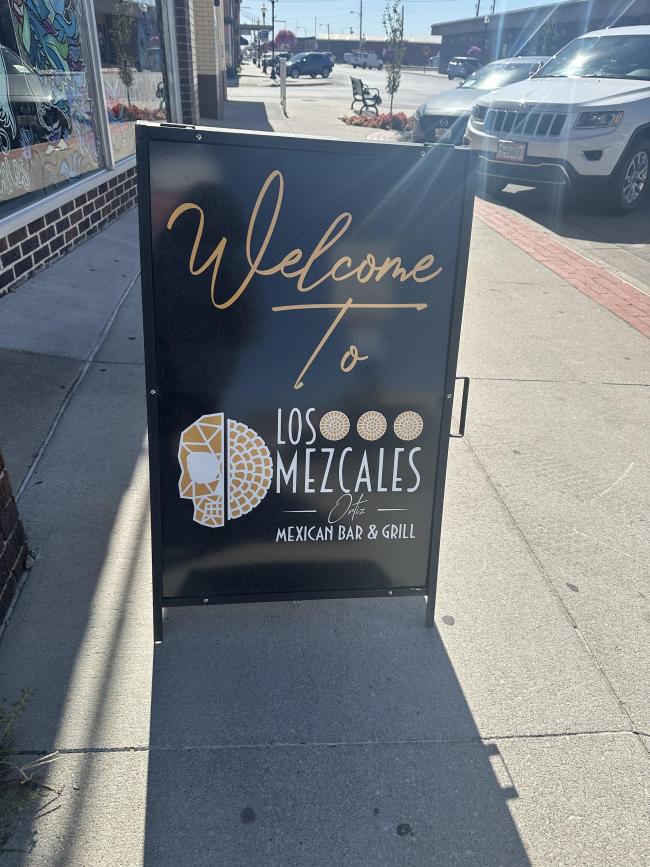 Welcome
To
LOS
MEZCALES
Ortiz
MEXICAN BAR & GRILL